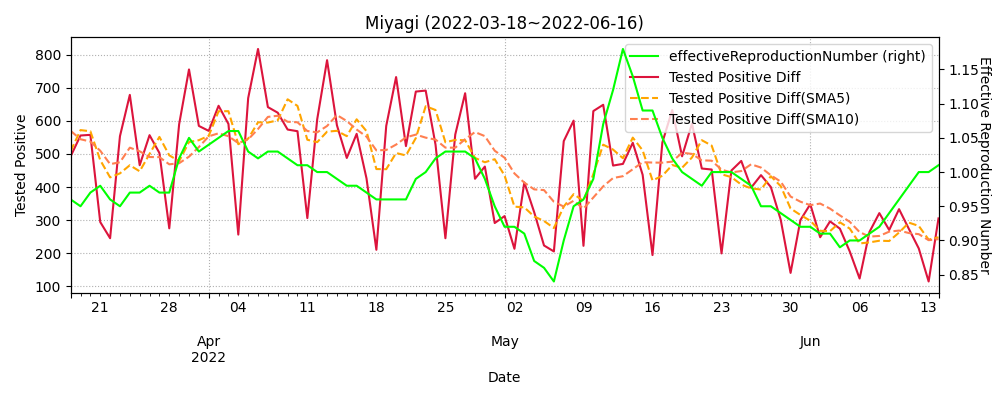 Miyagi (2022-03-18~2022-06-16)
effectiveReproductionNumber (right)
Tested Positive Diff
Tested Positive Diff(SMA5)
Tested Positive Diff(SMA10)
Tested Positive
800
700
600
500
400
300
200
100
1.15
1.10
1.05
1.00
0.95
0.90
0.85
Effective Reproduction Number
21 28 04 11 18 25 02 09 16 23 30 06 13
Apr May Jun
2022
Date